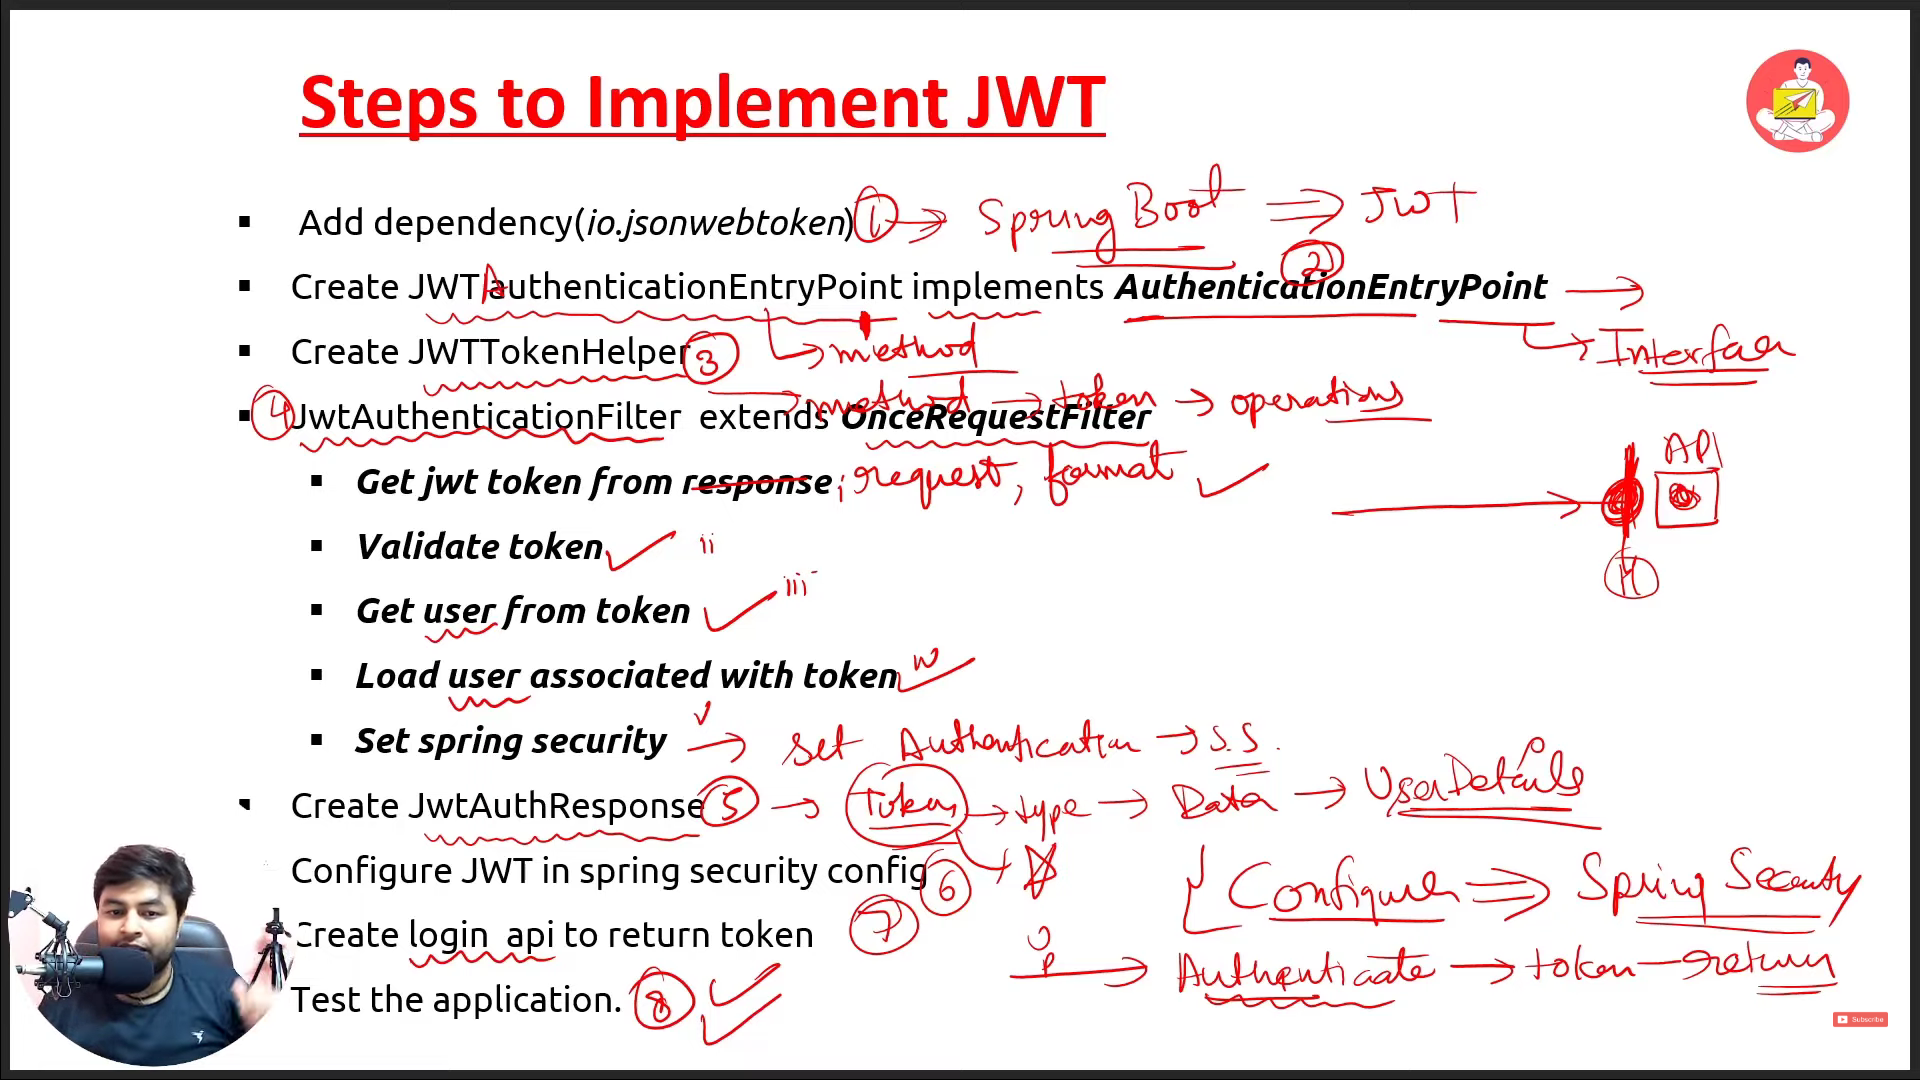 Steps to Implement JWT
Add dependency(io.jsonwebtoken) 1 → Spring Boot ⇒ JWT
2
Create JWTAuthenticationEntryPoint implements AuthenticationEntryPoint →
Create JWTTokenHelper 3 → method → Interface
→ method → token → operations
4 JwtAuthenticationFilter extends OnceRequestFilter
API
Get jwt token from response i request, format
Validate token ii
Get user from token iii
Load user associated with token iv
Set spring security v → set Authentication → S.S.
Create JwtAuthResponse 5 → Token → type → Data → UserDetails
Configure JWT in spring security config 6 Configure ⇒ Spring Security
Create login api to return token 7
U P → Authenticate → token → return
Test the application. 8
Subscribe